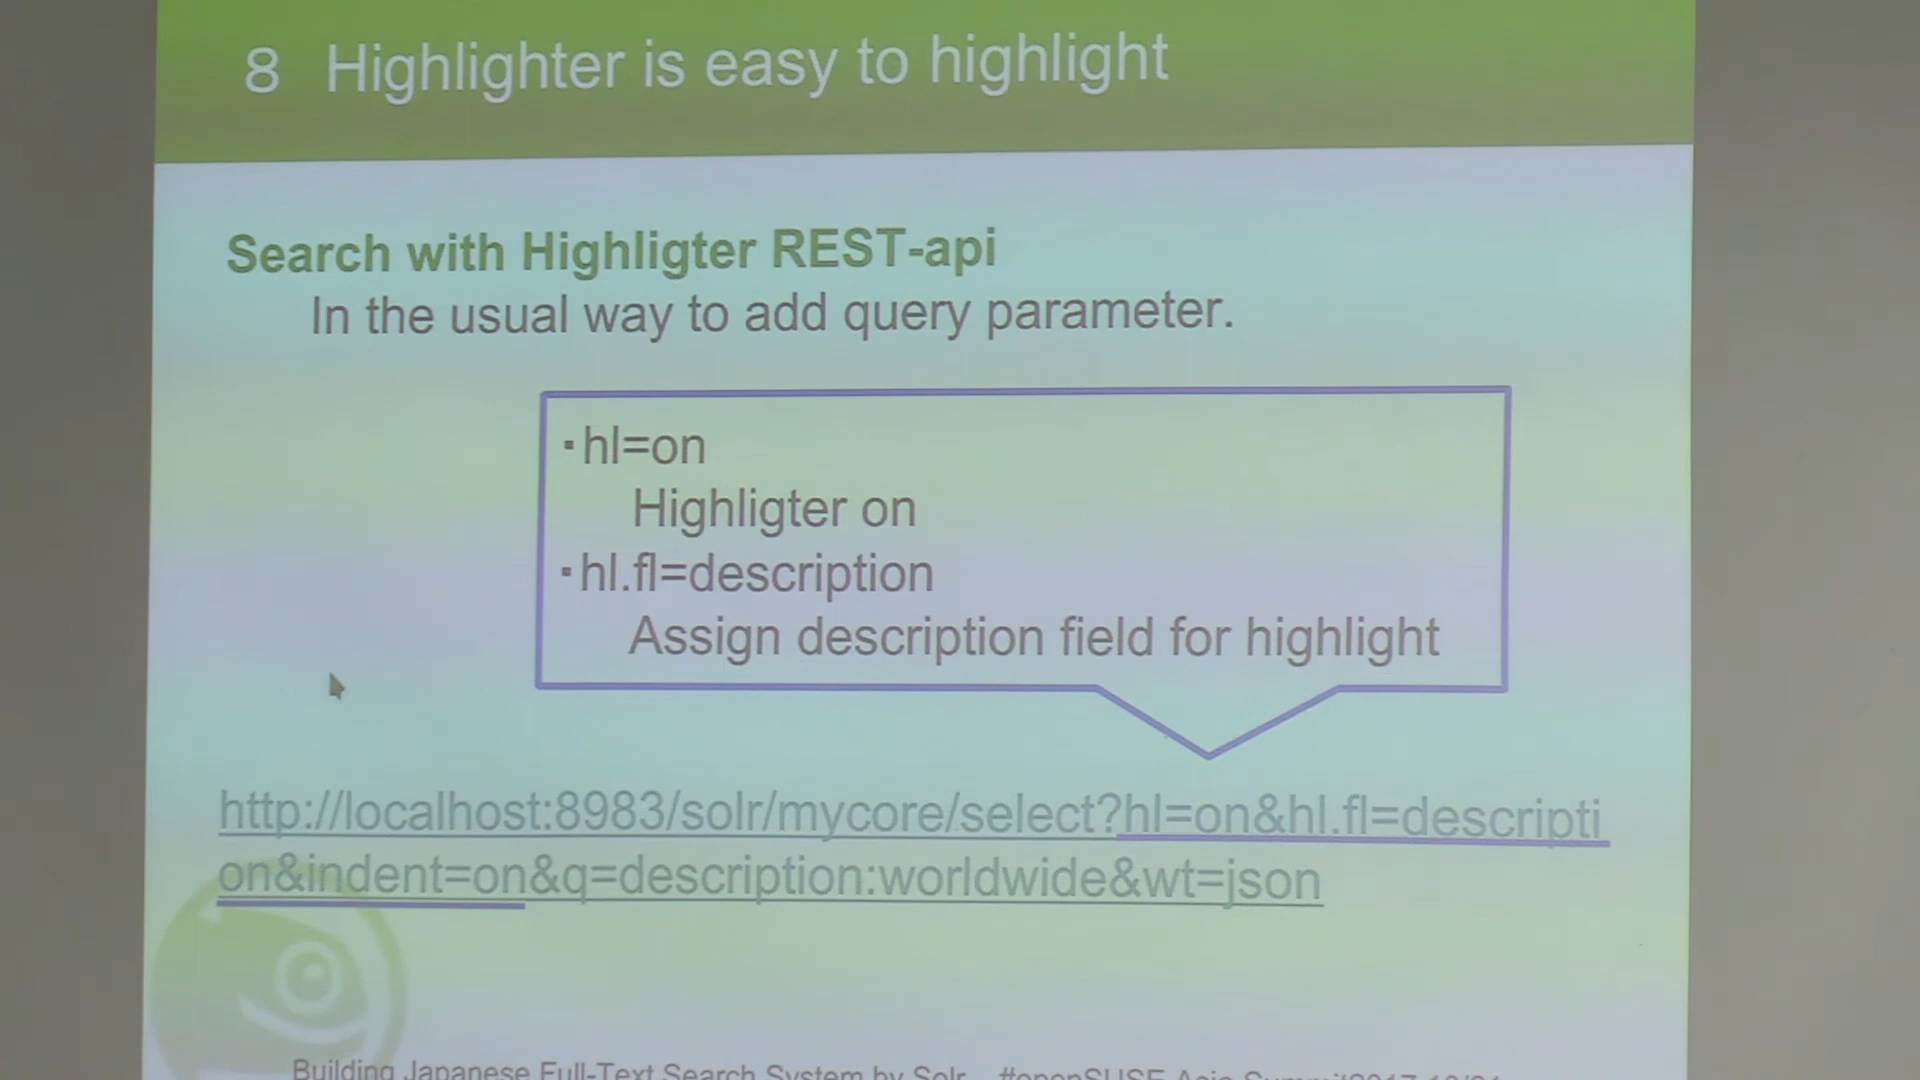 8 Highlighter is easy to highlight
Search with Highligter REST-api
In the usual way to add query parameter.
・hl=on
Highligter on
・hl.fl=description
Assign description field for highlight
http://localhost:8983/solr/mycore/select?hl=on&hl.fl=descripti
on&indent=on&q=description:worldwide&wt=json
Building Japanese Full-Text Search System by Solr #openSUSE Asia Summit2017